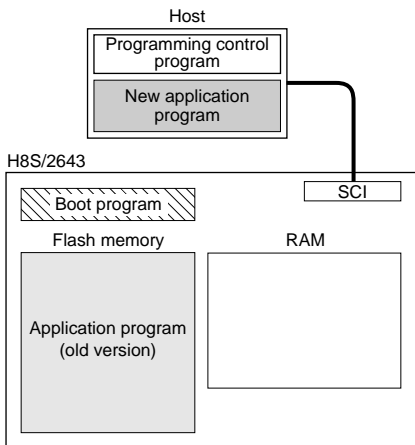 Host
Programming control
program
New application
program
H8S/2643
SCI
Boot program
Flash memory
RAM
Application program
(old version)